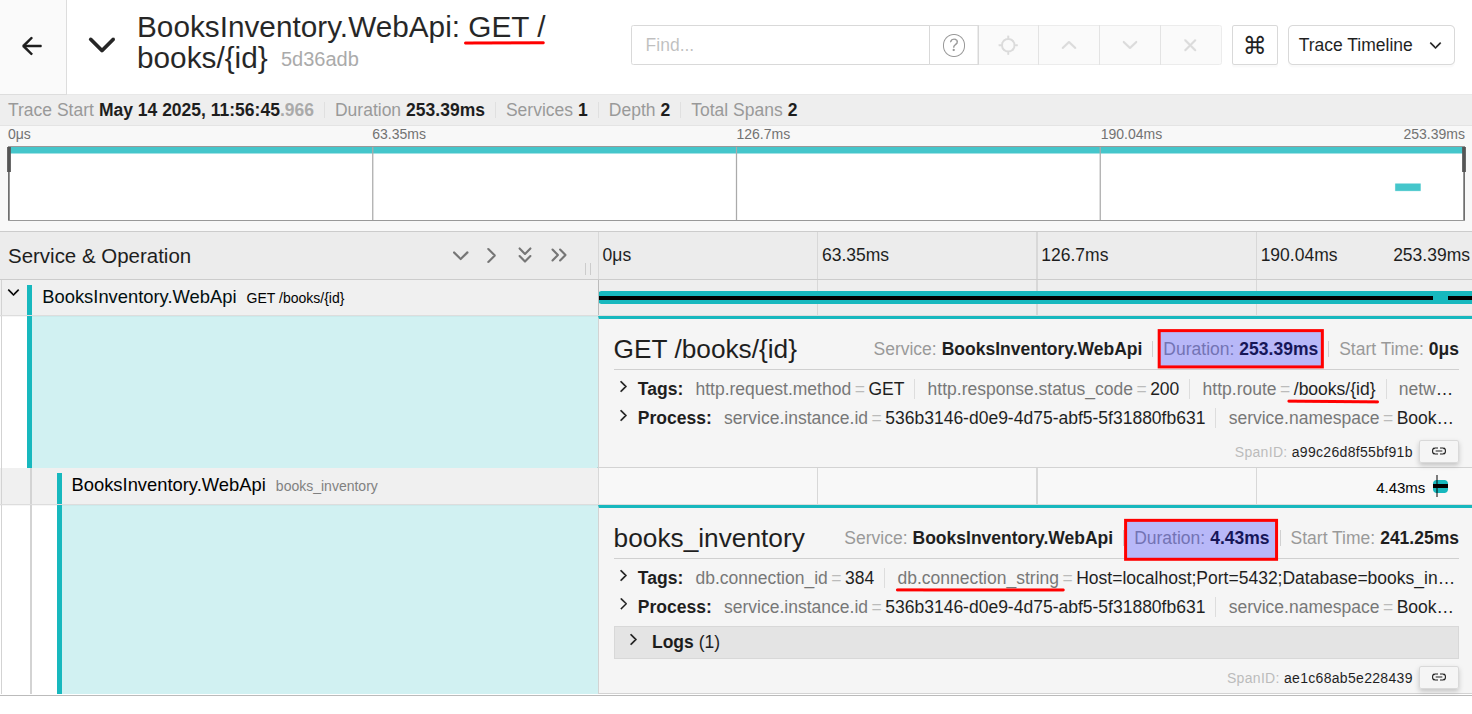 BooksInventory.WebApi: GET /
books/{id} 5d36adb
Find...
?
⌘
Trace Timeline
Trace Start May 14 2025, 11:56:45.966 Duration 253.39ms Services 1 Depth 2 Total Spans 2
0μs 63.35ms 126.7ms 190.04ms 253.39ms
Service & Operation 0μs 63.35ms 126.7ms 190.04ms 253.39ms
BooksInventory.WebApi GET /books/{id}
GET /books/{id} Service: BooksInventory.WebApi Duration: 253.39ms Start Time: 0μs
Tags: http.request.method = GET http.response.status_code = 200 http.route = /books/{id} netw…
Process: service.instance.id = 536b3146-d0e9-4d75-abf5-5f31880fb631 service.namespace = Book…
SpanID: a99c26d8f55bf91b
BooksInventory.WebApi books_inventory 4.43ms
books_inventory Service: BooksInventory.WebApi Duration: 4.43ms Start Time: 241.25ms
Tags: db.connection_id = 384 db.connection_string = Host=localhost;Port=5432;Database=books_in…
Process: service.instance.id = 536b3146-d0e9-4d75-abf5-5f31880fb631 service.namespace = Book…
Logs (1)
SpanID: ae1c68ab5e228439